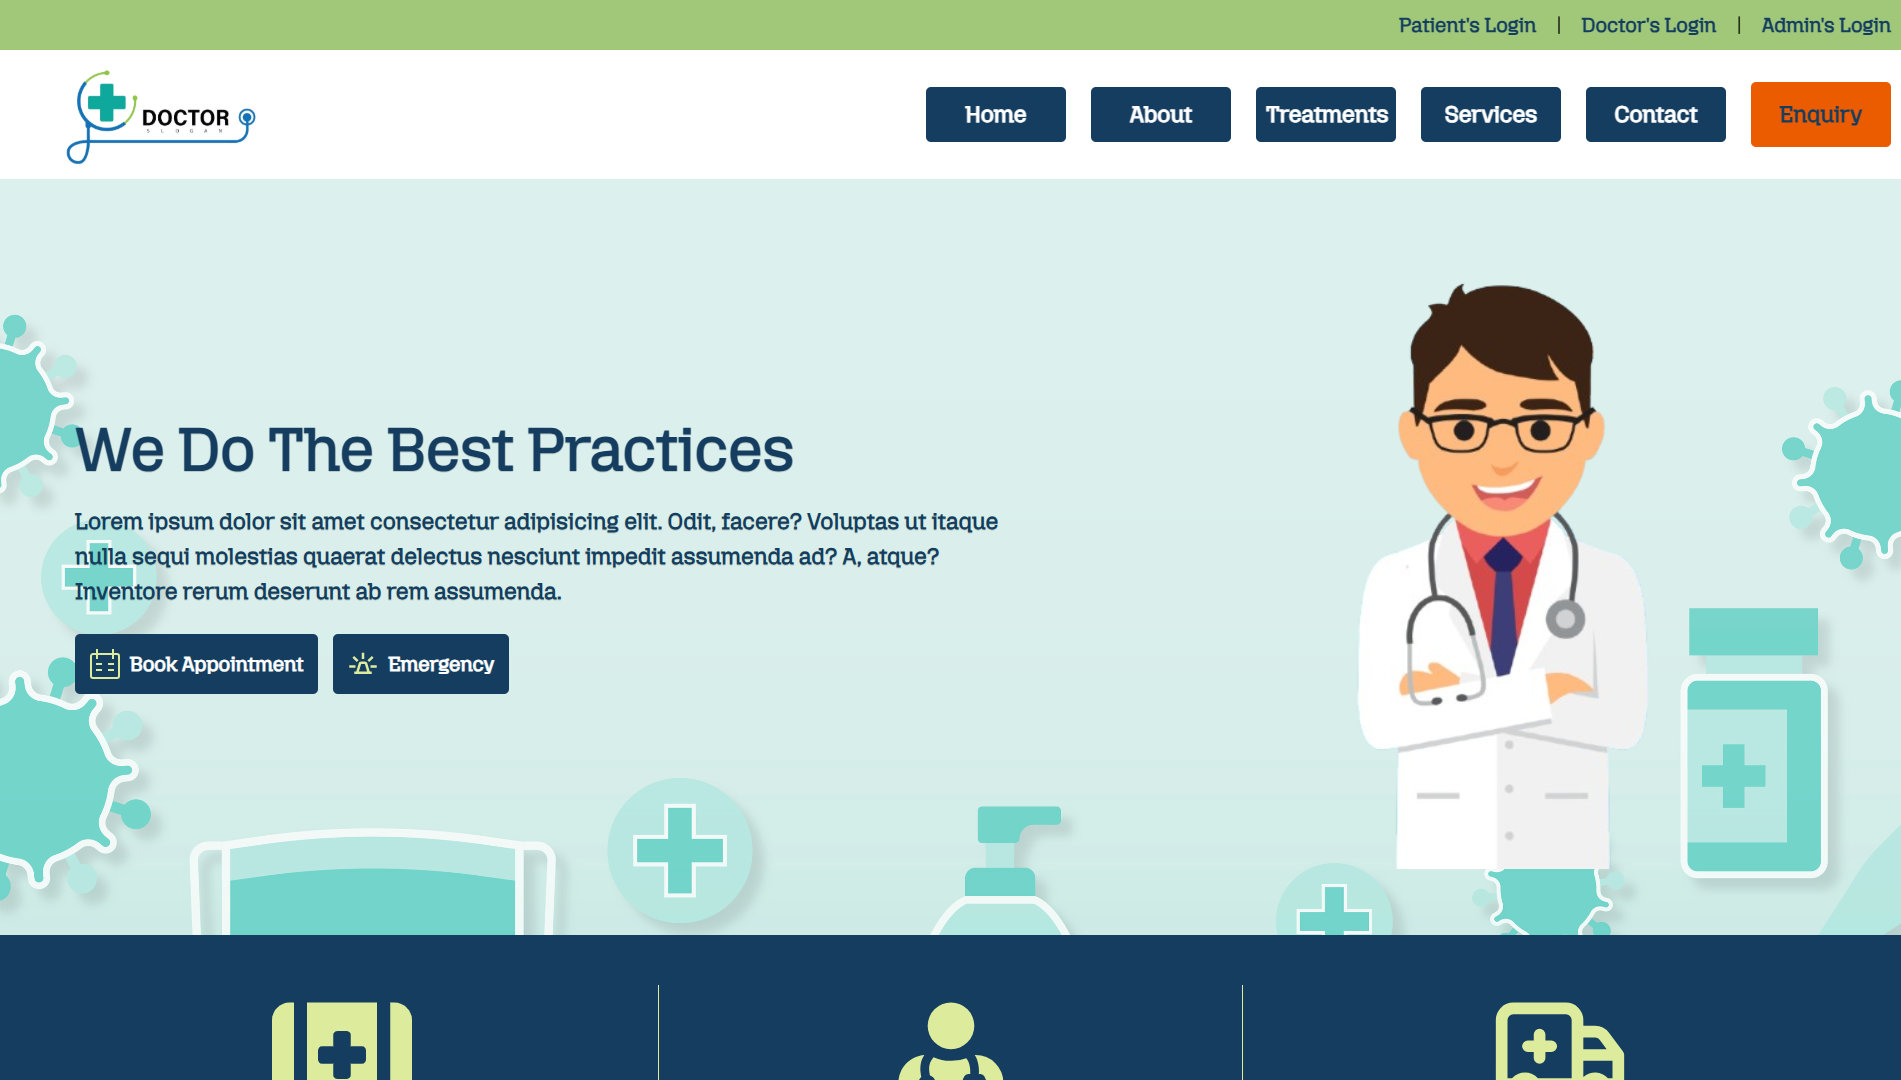 Patient's Login | Doctor's Login | Admin's Login
DOCTOR
SLOGAN
Home About Treatments Services Contact Enquiry
We Do The Best Practices
Lorem ipsum dolor sit amet consectetur adipisicing elit. Odit, facere? Voluptas ut itaque
nulla sequi molestias quaerat delectus nesciunt impedit assumenda ad? A, atque?
Inventore rerum deserunt ab rem assumenda.
Book Appointment Emergency